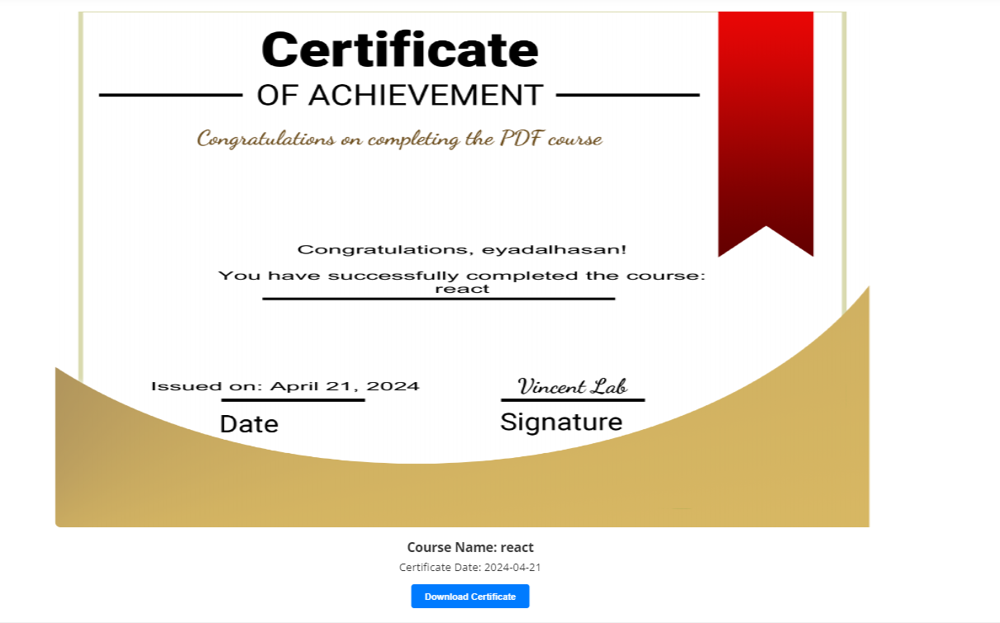 Certificate
OF ACHIEVEMENT
Congratulations on completing the PDF course
Congratulations, eyadalhasan!
You have successfully completed the course:
react
Issued on: April 21, 2024
Vincent Lab
Date
Signature
Course Name: react
Certificate Date: 2024-04-21
Download Certificate